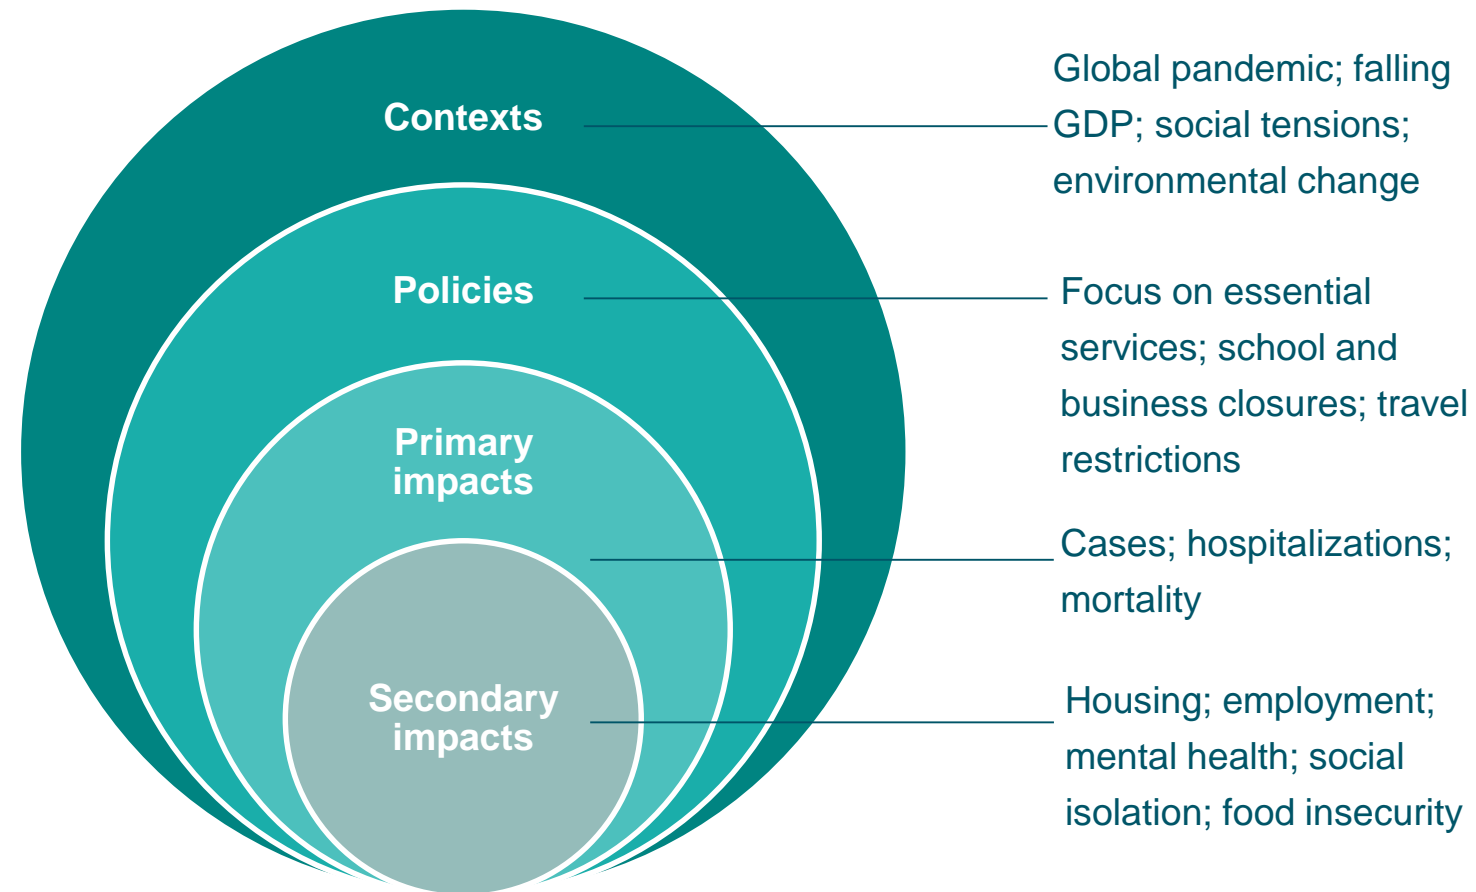 Contexts
Global pandemic; falling
GDP; social tensions;
environmental change
Policies
Focus on essential
services; school and
business closures; travel
restrictions
Primary
impacts
Cases; hospitalizations;
mortality
Secondary
impacts
Housing; employment;
mental health; social
isolation; food insecurity